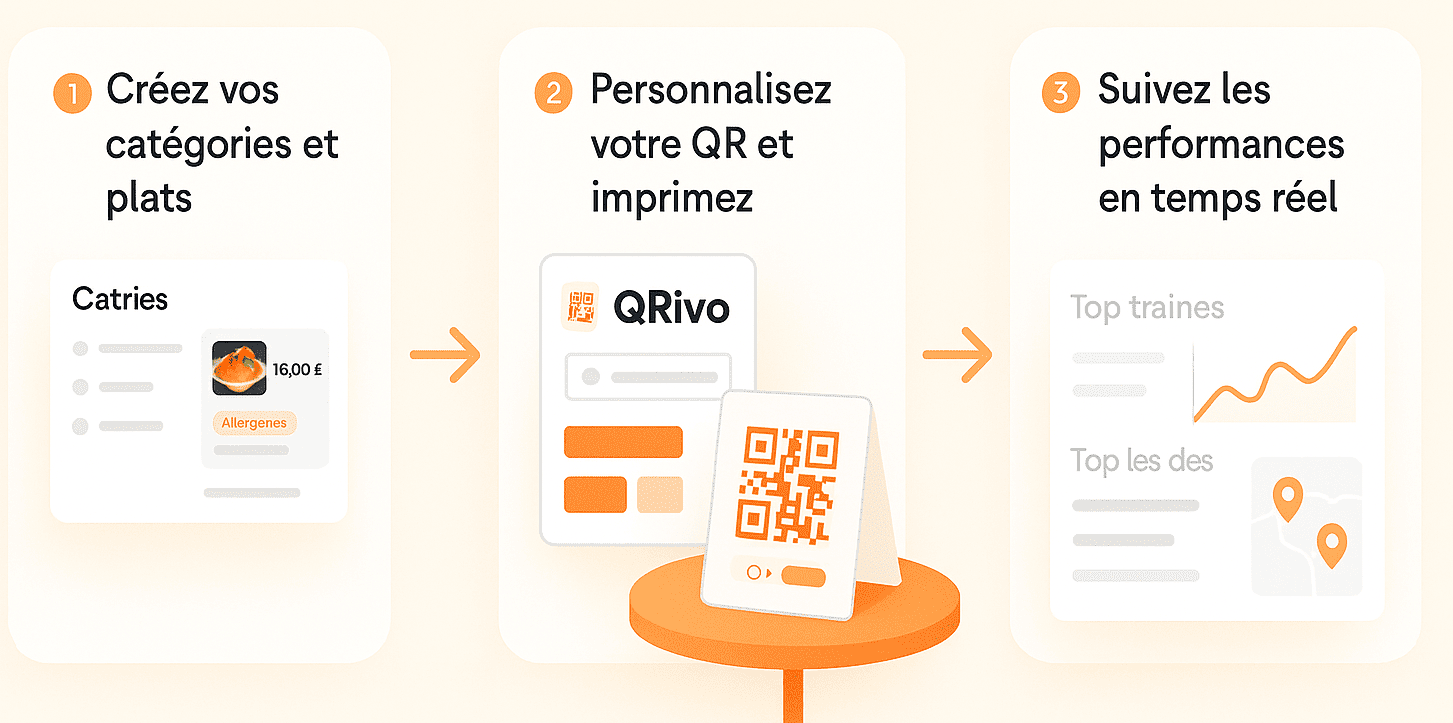 1 Créez vos
catégories et
plats
Catries
16,00 £
Allergenes
2 Personnalisez
votre QR et
imprimez
QRivo
3 Suivez les
performances
en temps réel
Top traines
Top les des